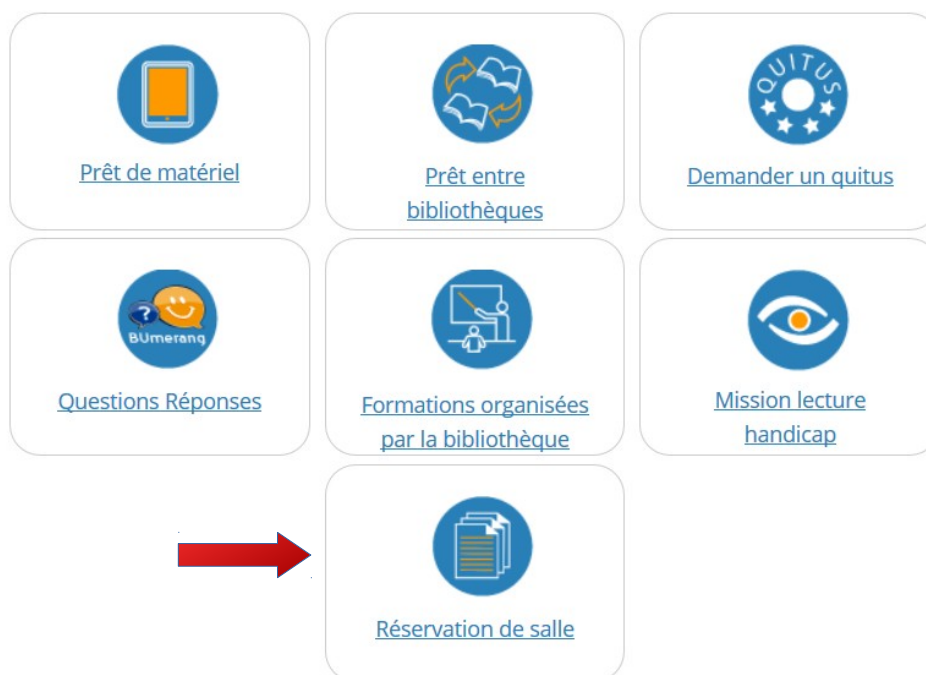 Prêt de matériel
Prêt entre
bibliothèques
QUITUS
Demander un quitus
?
BUmerang
Questions Réponses
Formations organisées
par la bibliothèque
Mission lecture
handicap
Réservation de salle